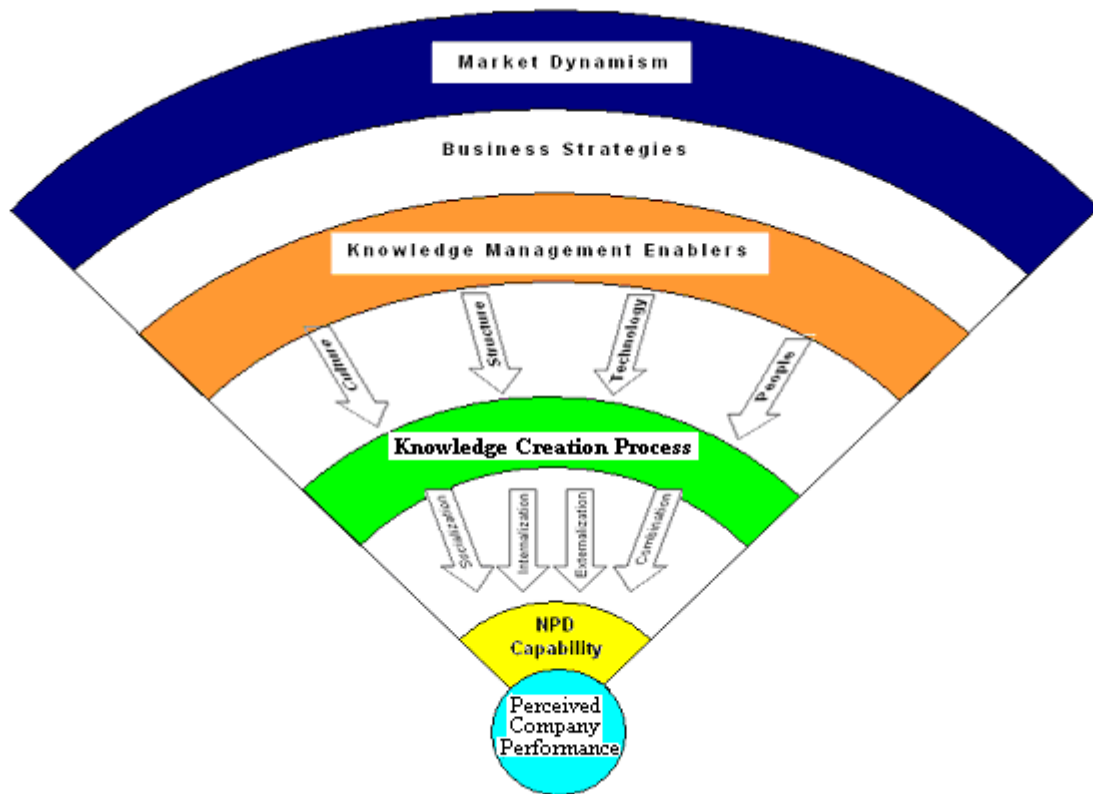 Market Dynamism
Business Strategies
Knowledge Management Enablers
Culture
Structure
Technology
People
Knowledge Creation Process
Socialization
Internalization
Externalization
Combination
NPD
Capability
Perceived
Company
Performance